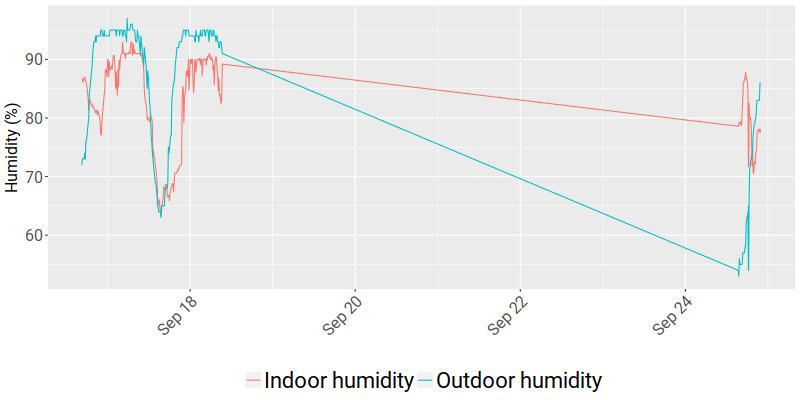 Humidity (%)
90
80
70
60
Sep 18
Sep 20
Sep 22
Sep 24
Indoor humidity
Outdoor humidity